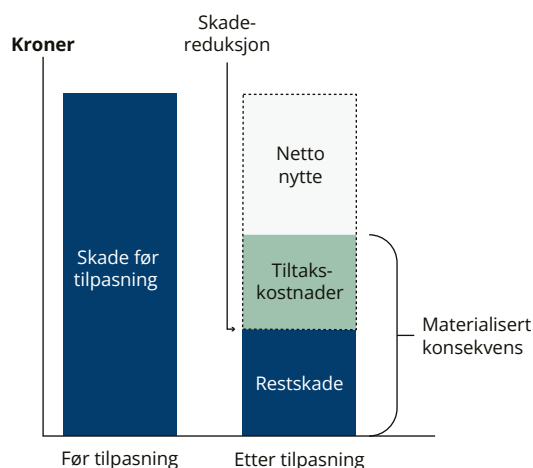 Skade-
reduksjon
Kroner
Netto
nytte
Skade før
tilpasning
Tiltaks-
kostnader
Materialisert
konsekvens
Restskade
Før tilpasning
Etter tilpasning